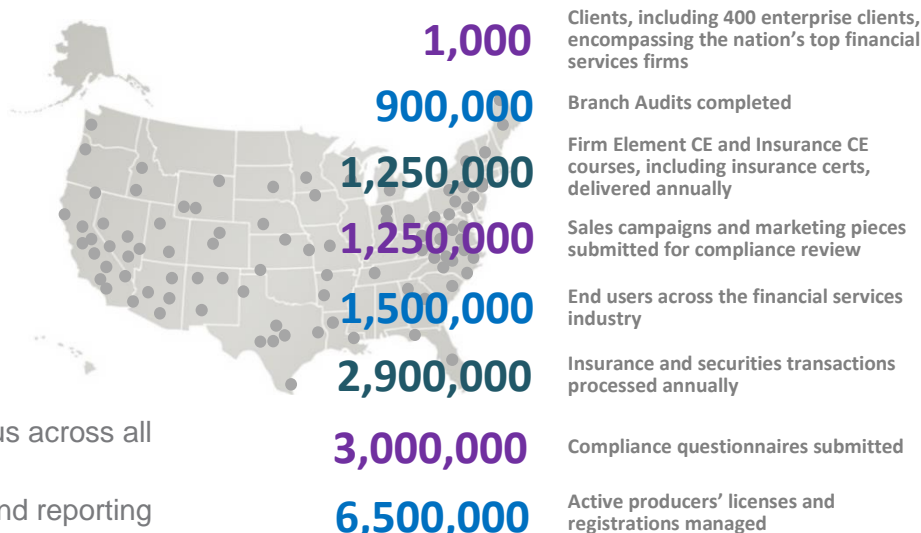 1,000
Clients, including 400 enterprise clients,
encompassing the nation's top financial
services firms
900,000
Branch Audits completed
1,250,000
Firm Element CE and Insurance CE
courses, including insurance certs,
delivered annually
1,250,000
Sales campaigns and marketing pieces
submitted for compliance review
1,500,000
End users across the financial services
industry
2,900,000
Insurance and securities transactions
processed annually
us across all
3,000,000
Compliance questionnaires submitted
nd reporting
6,500,000
Active producers' licenses and
registrations managed